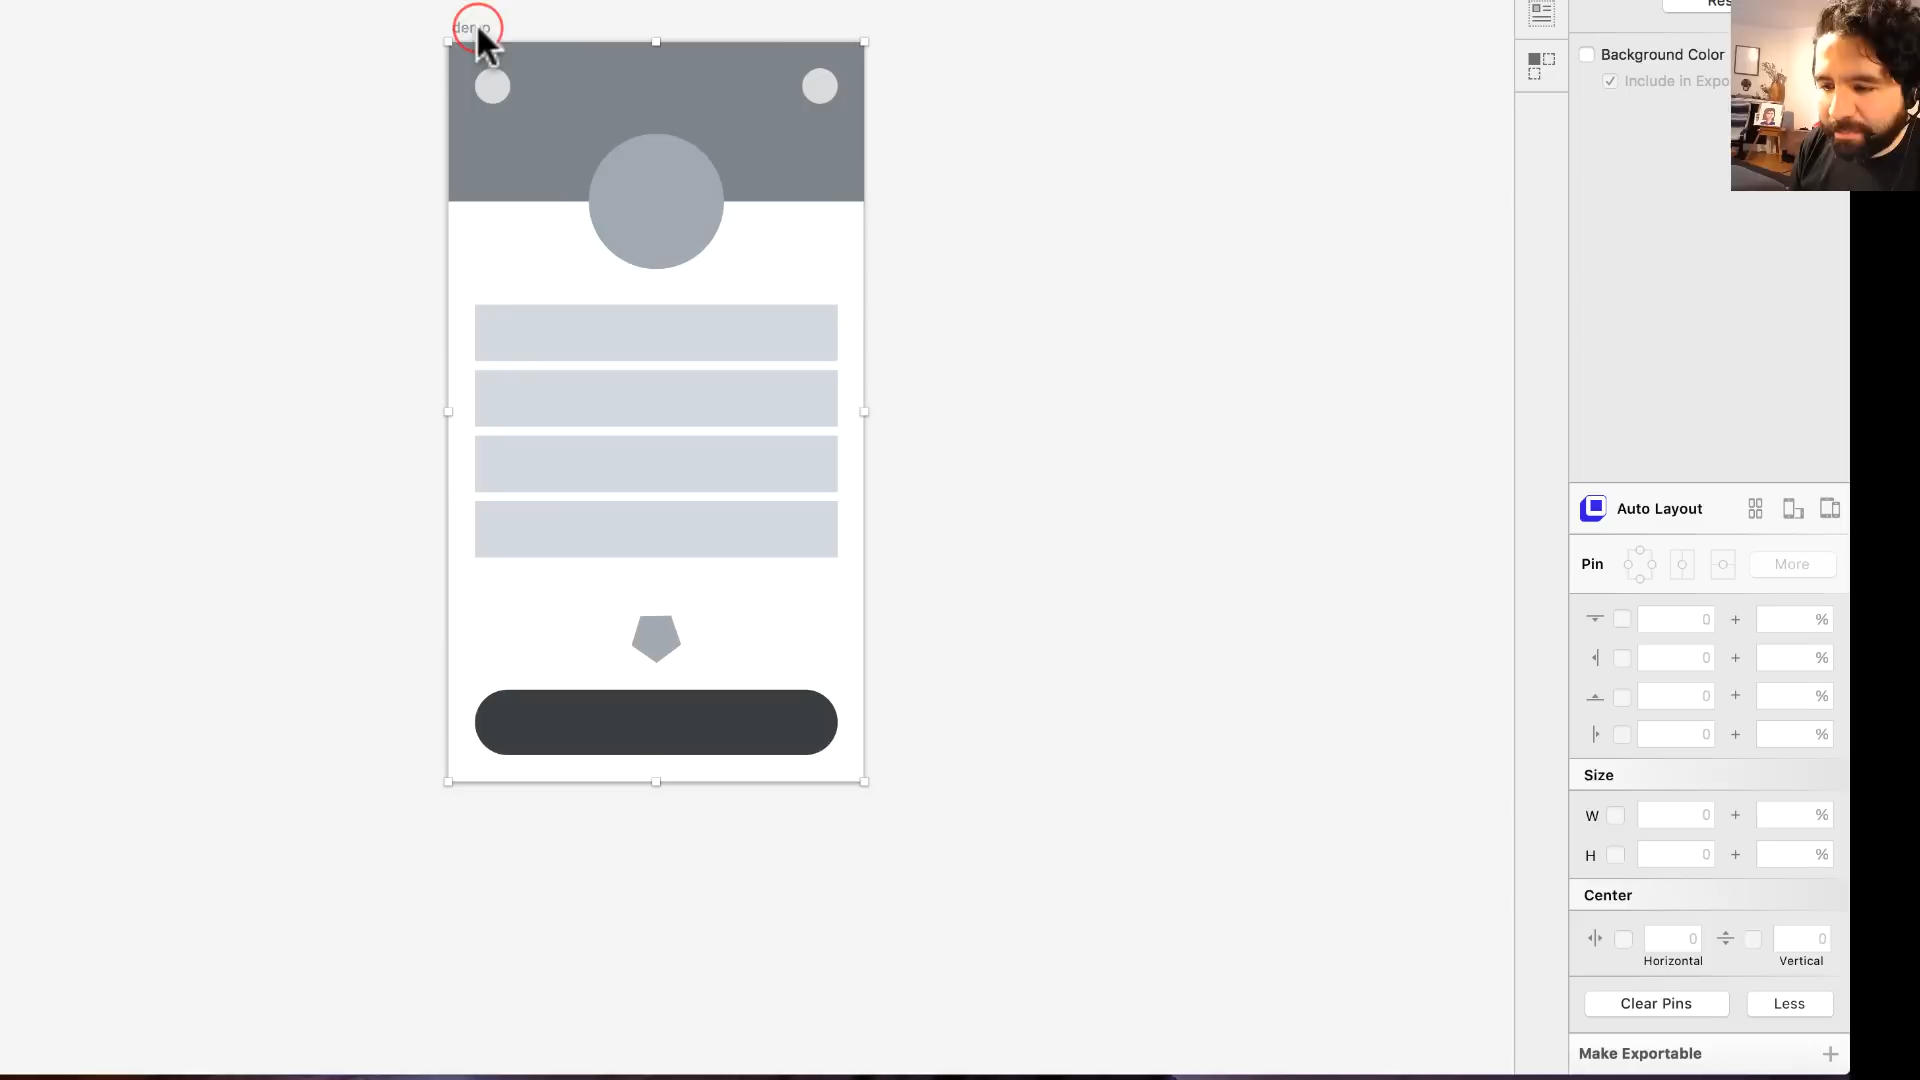 Background Color
Auto Layout
Pin
More
0 + %
0 + %
0 + %
0 + %
Size
W 0 + %
H 0 + %
Center
0 0
Horizontal Vertical
Clear Pins Less
Make Exportable +